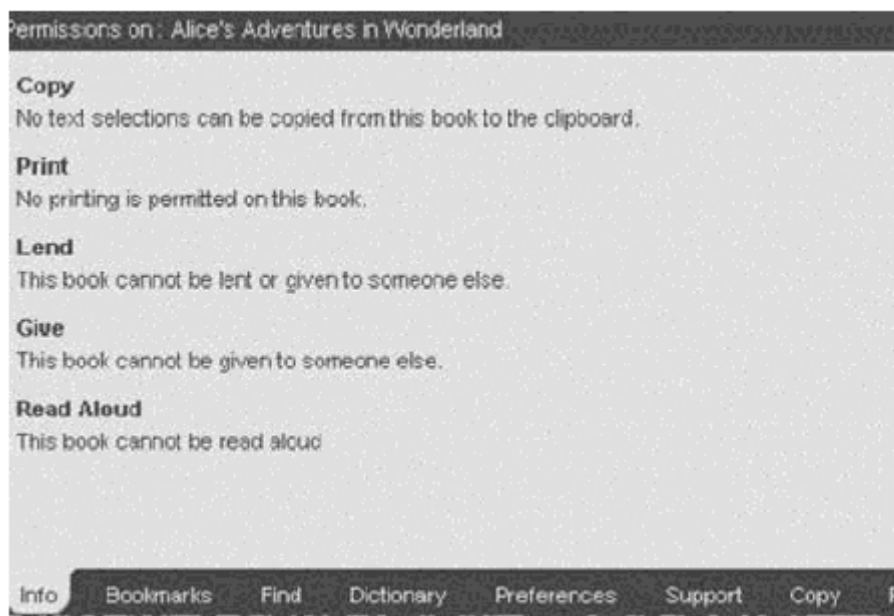 Permissions on: Alice's Adventures in Wonderland
Copy
No text selections can be copied from this book to the clipboard.
Print
No printing is permitted on this book.
Lend
This book cannot be lent or given to someone else.
Give
This book cannot be given to someone else.
Read Aloud
This book cannot be read aloud
Info Bookmarks Find Dictionary Preferences Support Copy